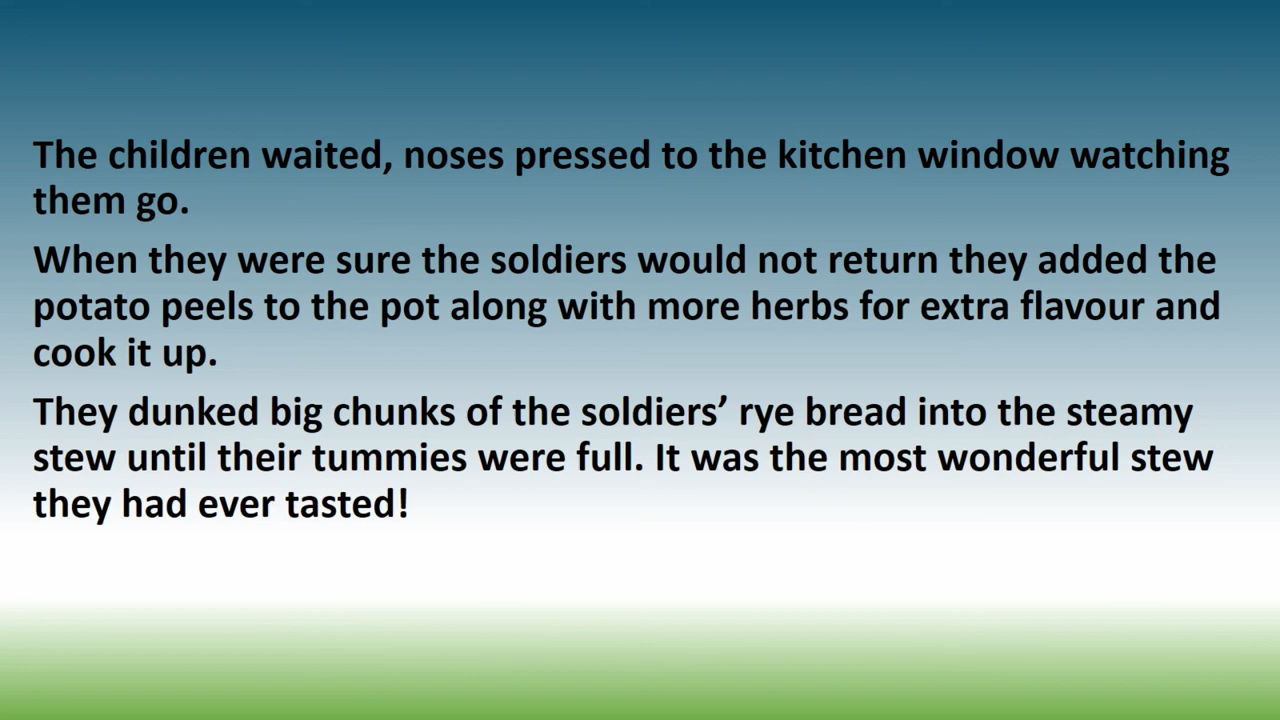 The children waited, noses pressed to the kitchen window watching
them go.
When they were sure the soldiers would not return they added the
potato peels to the pot along with more herbs for extra flavour and
cook it up.
They dunked big chunks of the soldiers’ rye bread into the steamy
stew until their tummies were full. It was the most wonderful stew
they had ever tasted!